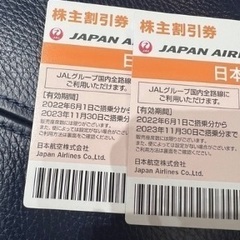 株主割引券
JAPAN AIR
日
JALグループ国内全路線に
ご利用いただけます。
[有効期間]
2022年6月1日ご搭乗分から
2023年11月30日ご搭乗分まで
日本航空株式会社
Japan Airlines Co.,Ltd.
株主割引券
JAPAN AIRLINES
日本
JALグループ国内全路線に
ご利用いただけます。
[有効期間]
2022年6月1日ご搭乗分から
2023年11月30日ご搭乗分まで
日本航空株式会社
Japan Airlines Co.,Ltd.